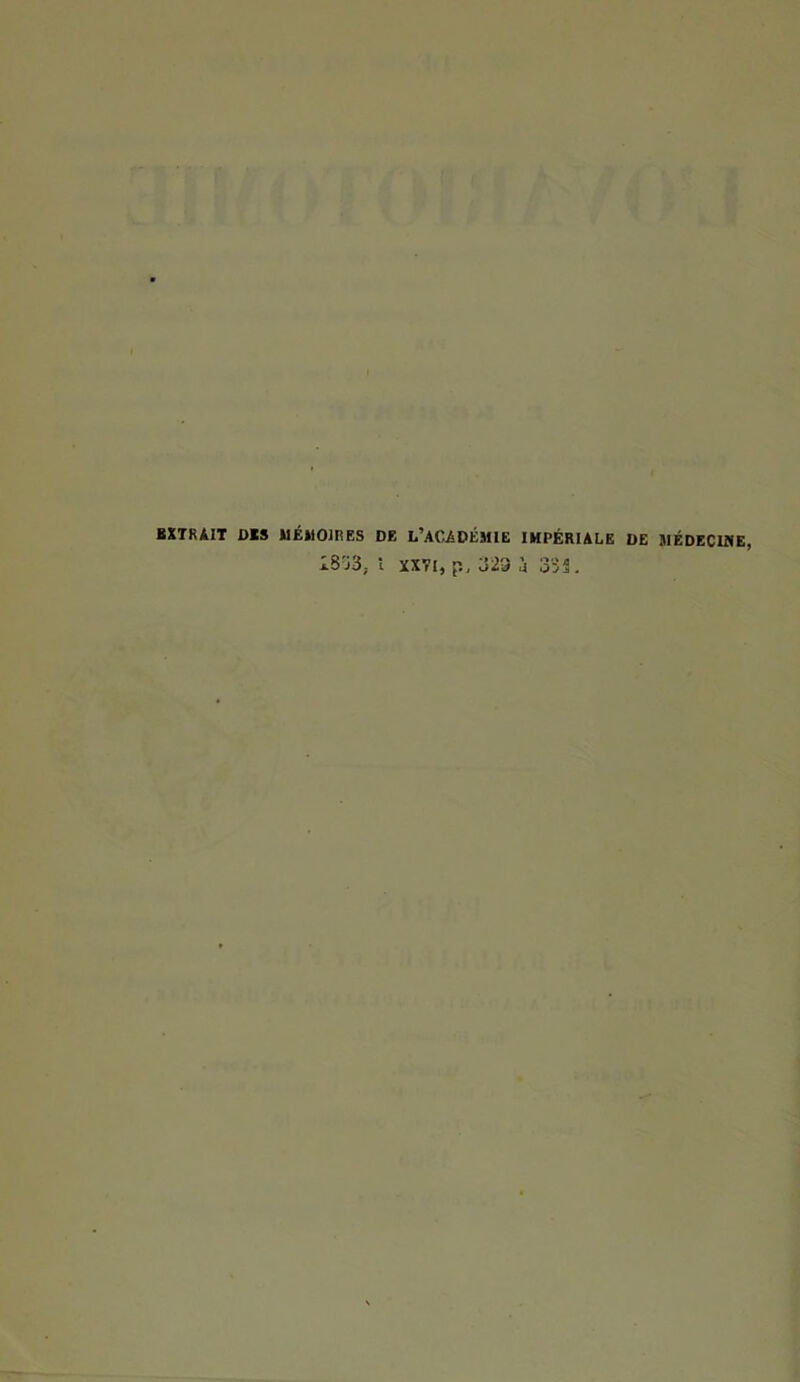 EXTRAIT DES MÉMOIRES DE L'ACADÉMIE IMPÉRIALE DE MÉDECINE,
t XXVI, p. 329 à